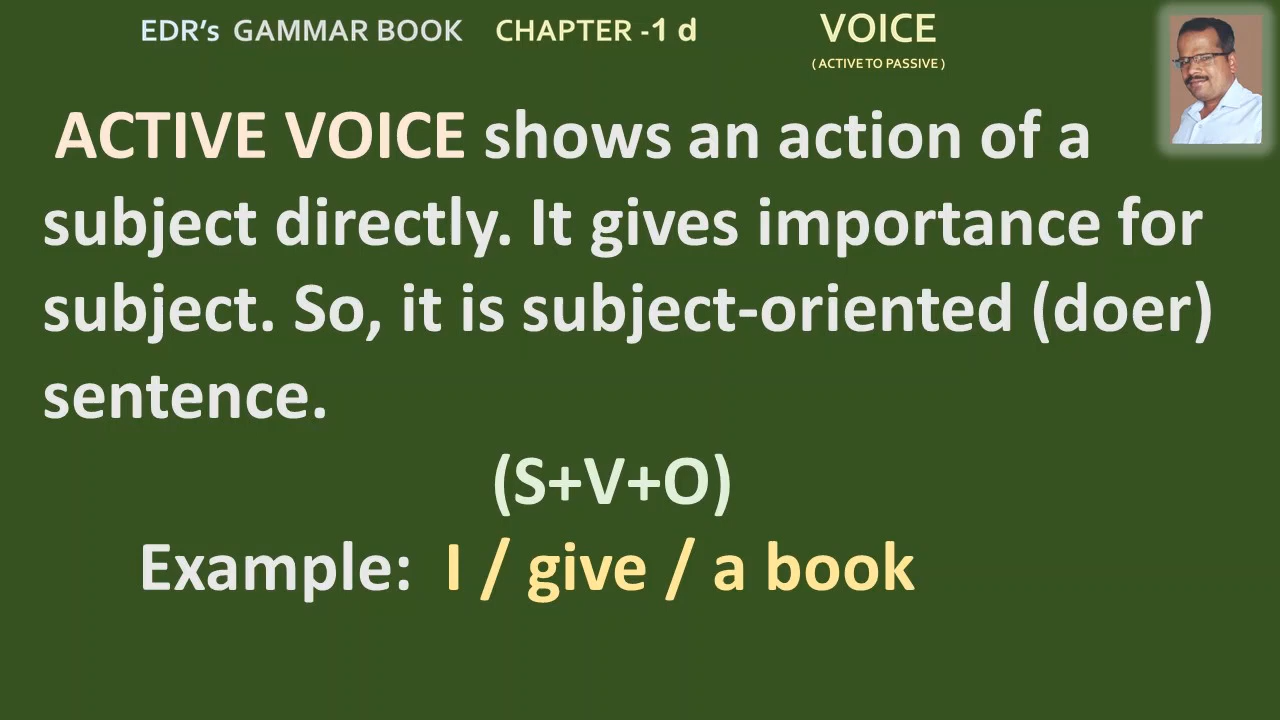 EDR's GAMMAR BOOK CHAPTER -1 d VOICE
( ACTIVE TO PASSIVE )
ACTIVE VOICE shows an action of a
subject directly. It gives importance for
subject. So, it is subject-oriented (doer)
sentence.
(S+V+O)
Example: I / give / a book